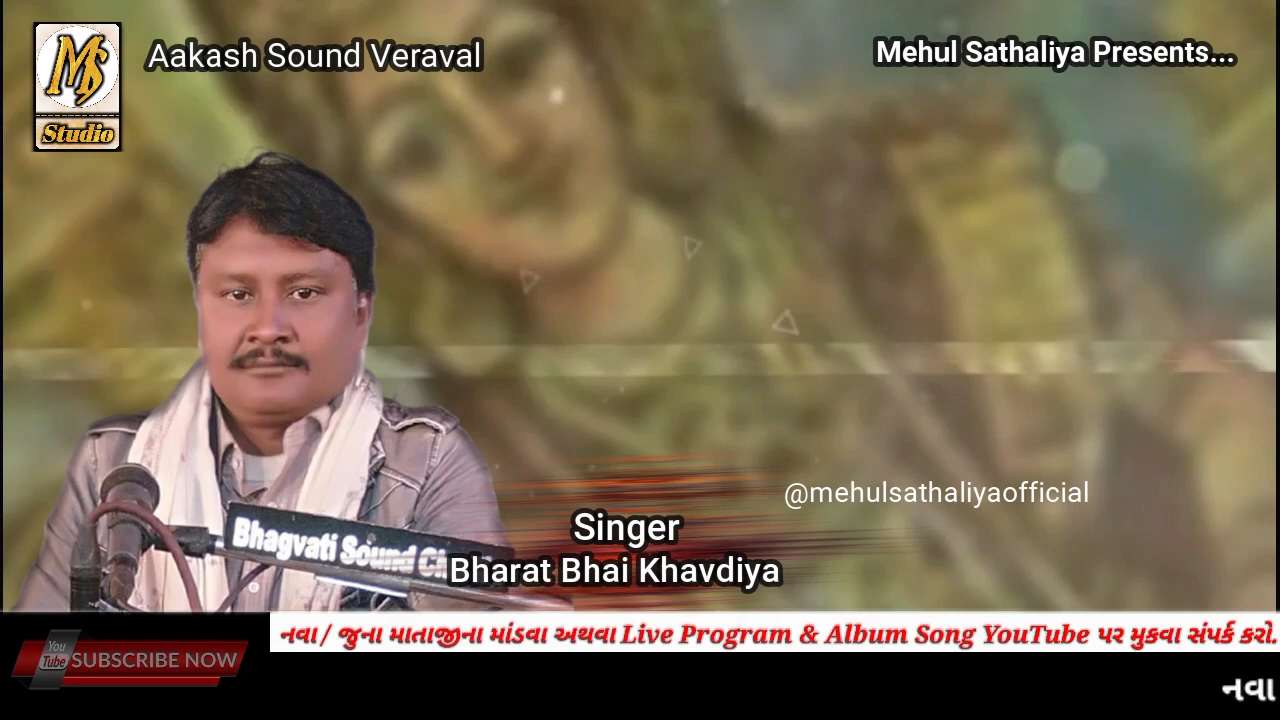 MS
Studio
Aakash Sound Veraval
Mehul Sathaliya Presents...
@mehulsathaliyaofficial
Bhagvati Sound
Singer
Bharat Bhai Khavdiya
નવા / જુના માતાજીના માંડવા અથવા Live Program & Album Song YouTube પર મુકવા સંપર્ક કરો.
You
Tube
SUBSCRIBE NOW
નવા